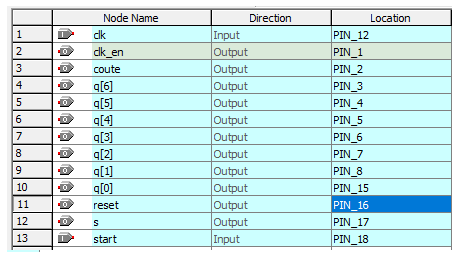 Node Name Direction Location
1 clk Input PIN_12
2 clk_en Output PIN_1
3 coute Output PIN_2
4 q[6] Output PIN_3
5 q[5] Output PIN_4
6 q[4] Output PIN_6
7 q[3] Output PIN_6
8 q[2] Output PIN_7
9 q[1] Output PIN_8
10 q[0] Output PIN_15
11 reset Output PIN_16
12 s Output PIN_17
13 start Input PIN_18